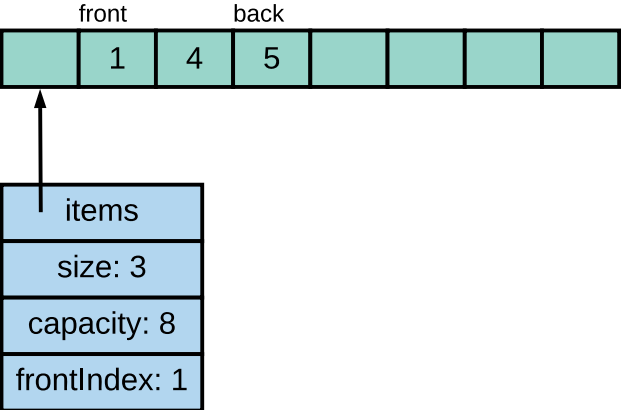 front back
1 4 5
items
size: 3
capacity: 8
frontIndex: 1